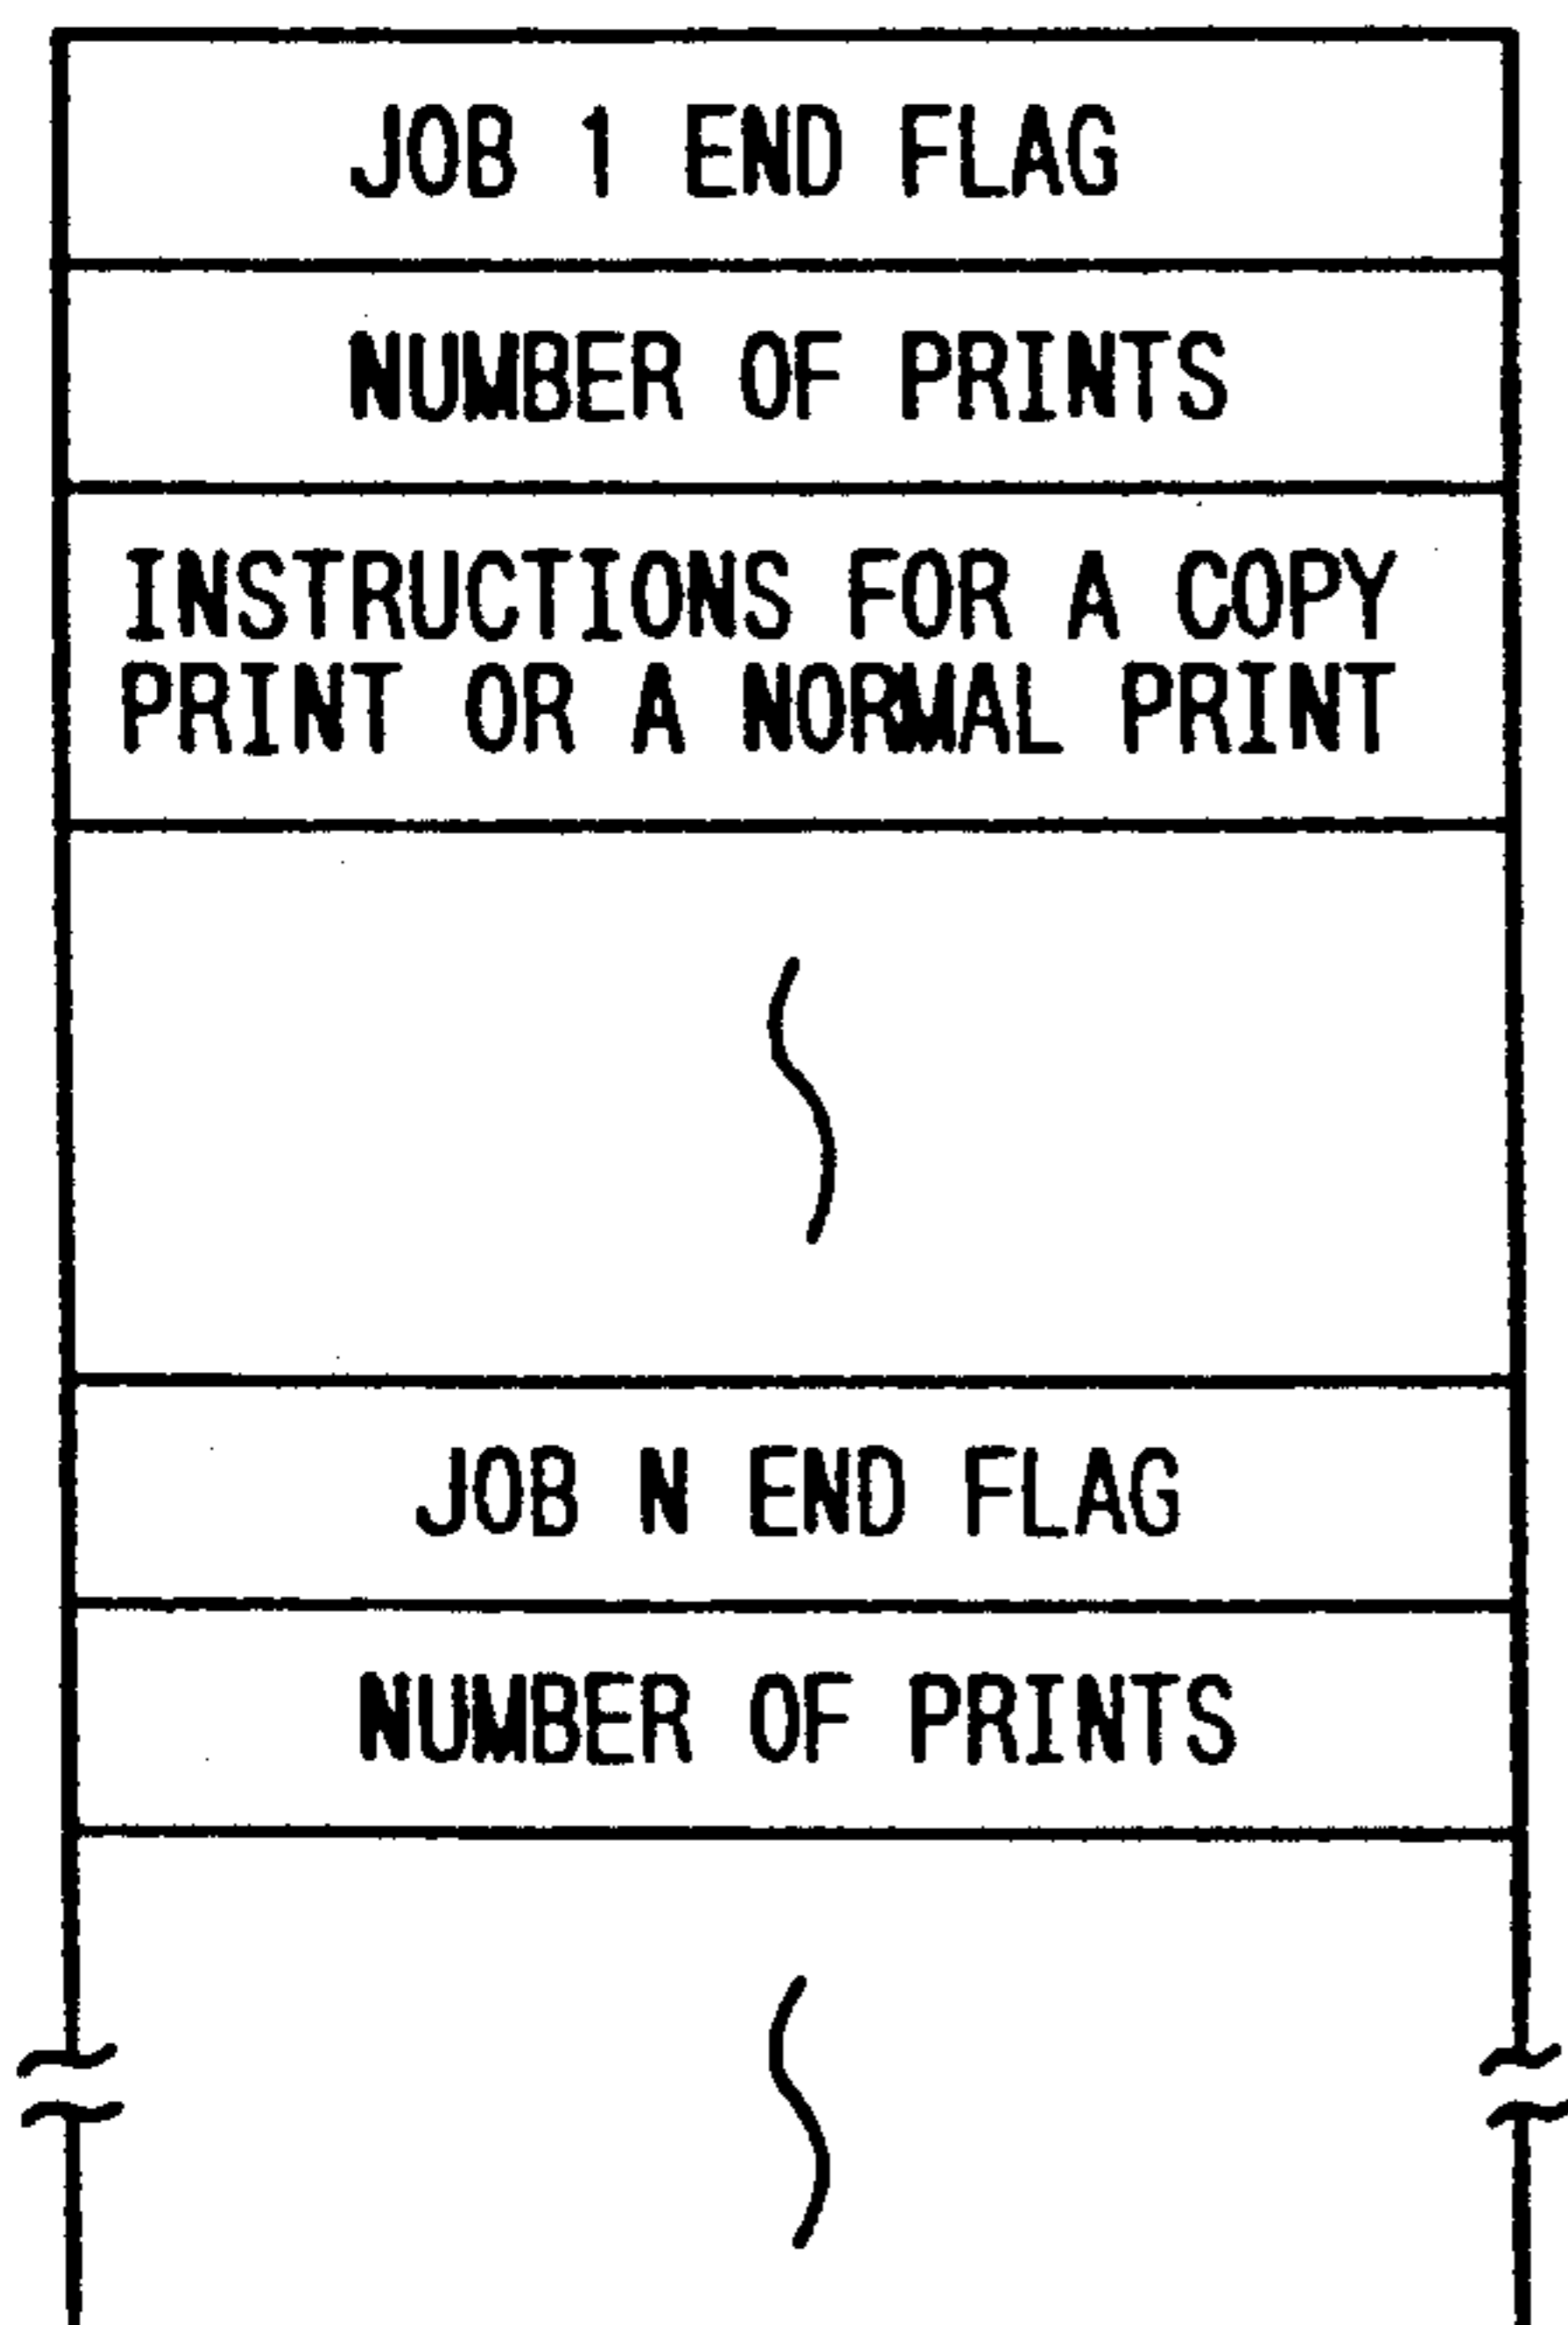 JOB 1 END FLAG
NUMBER OF PRINTS
INSTRUCTIONS FOR A COPY
PRINT OR A NORMAL PRINT
JOB N END FLAG
NUMBER OF PRINTS